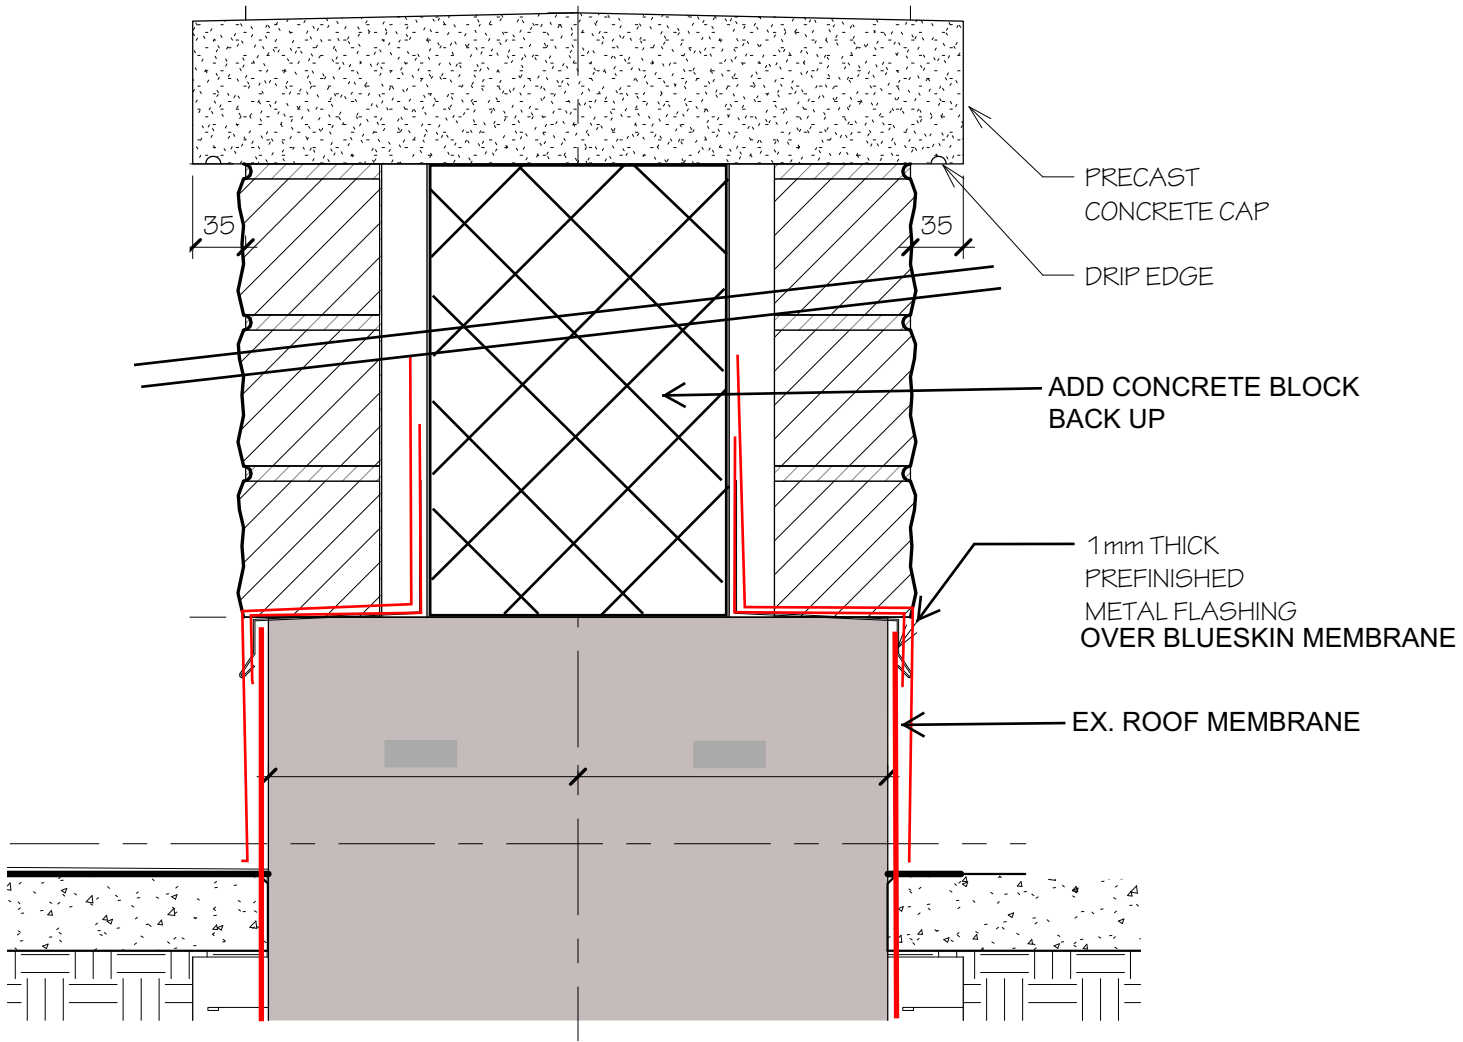 35
35
PRECAST
CONCRETE CAP
DRIP EDGE
ADD CONCRETE BLOCK
BACK UP
1mm THICK
PREFINISHED
METAL FLASHING
OVER BLUESKIN MEMBRANE
EX. ROOF MEMBRANE